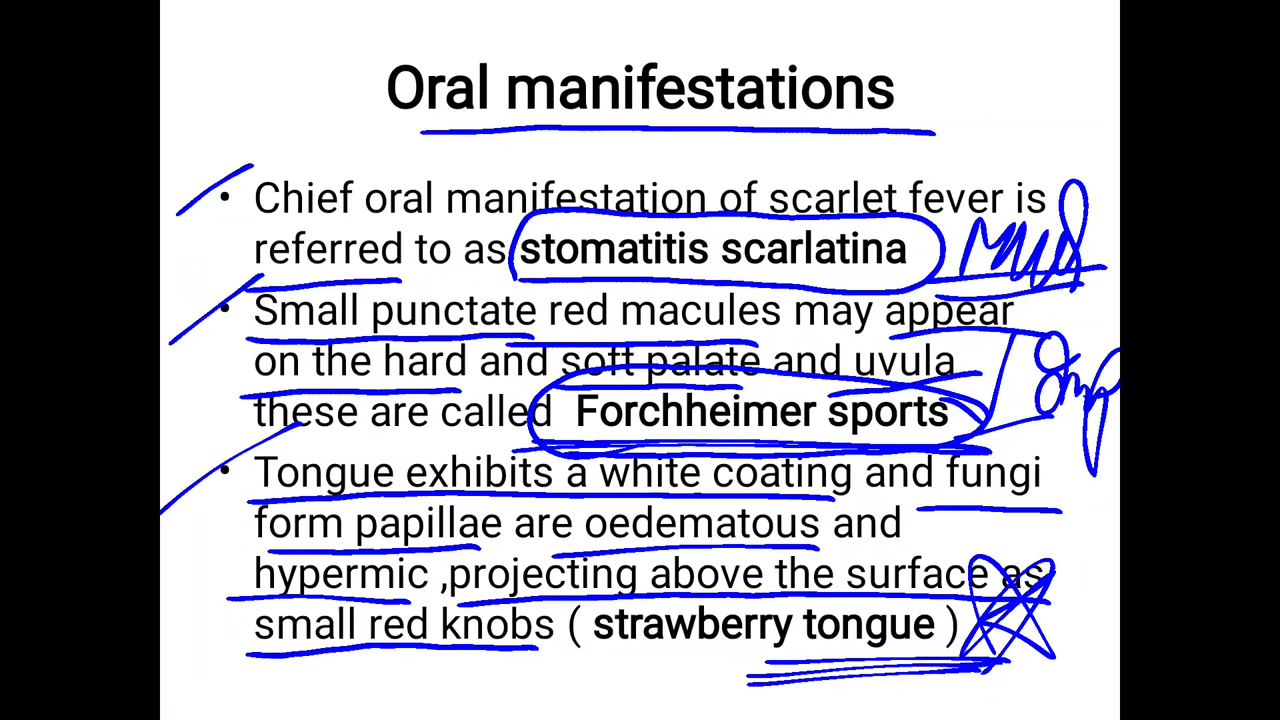 Oral manifestations
• Chief oral manifestation of scarlet fever is
referred to as stomatitis scarlatina
• Small punctate red macules may appear
on the hard and soft palate and uvula
these are called Forchheimer sports
• Tongue exhibits a white coating and fungi
form papillae are oedematous and
hypermic ,projecting above the surface as
small red knobs ( strawberry tongue )